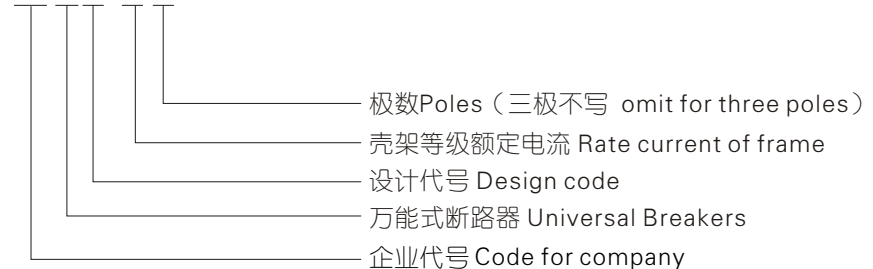 极数Poles（三极不写 omit for three poles）
壳架等级额定电流 Rate current of frame
设计代号 Design code
万能式断路器 Universal Breakers
企业代号 Code for company